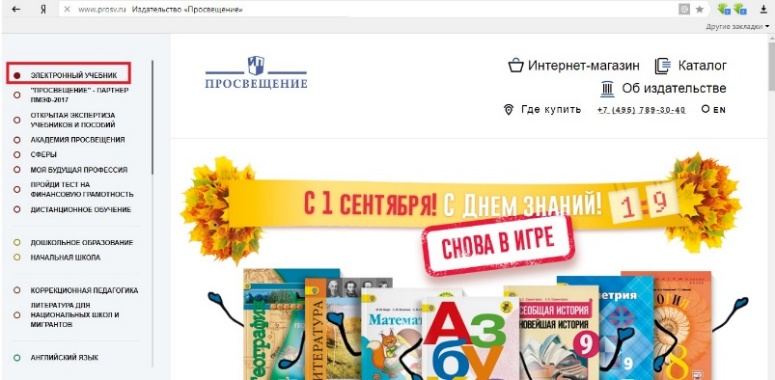 Я
www.prosv.ru Издательство «Просвещение»
Другие закладки
ЭЛЕКТРОННЫЙ УЧЕБНИК
"ПРОСВЕЩЕНИЕ" - ПАРТНЕР
ПМЭФ-2017
ОТКРЫТАЯ ЭКСПЕРТИЗА
УЧЕБНИКОВ И ПОСОБИЙ
АКАДЕМИЯ ПРОСВЕЩЕНИЯ
СФЕРЫ
МОЯ БУДУЩАЯ ПРОФЕССИЯ
ПРОЙДИ ТЕСТ НА
ФИНАНСОВУЮ ГРАМОТНОСТЬ
ДИСТАНЦИОННОЕ ОБУЧЕНИЕ
ДОШКОЛЬНОЕ ОБРАЗОВАНИЕ
НАЧАЛЬНАЯ ШКОЛА
КОРРЕКЦИОННАЯ ПЕДАГОГИКА
ЛИТЕРАТУРА ДЛЯ
НАЦИОНАЛЬНЫХ ШКОЛ И
МИГРАНТОВ
АНГЛИЙСКИЙ ЯЗЫК
ПРОСВЕЩЕНИЕ
Интернет-магазин Каталог
Об издательстве
Где купить +7 (495) 789-30-40 EN
С 1 СЕНТЯБРЯ! С ДНЕМ ЗНАНИЙ! 1 9
СНОВА В ИГРЕ
География
ЛИТЕРАТУРА
Математ
Аз
бу
ВСЕОБЩАЯ ИСТОРИЯ
НОВЕЙШАЯ ИСТОРИЯ
9
метрия
9
8